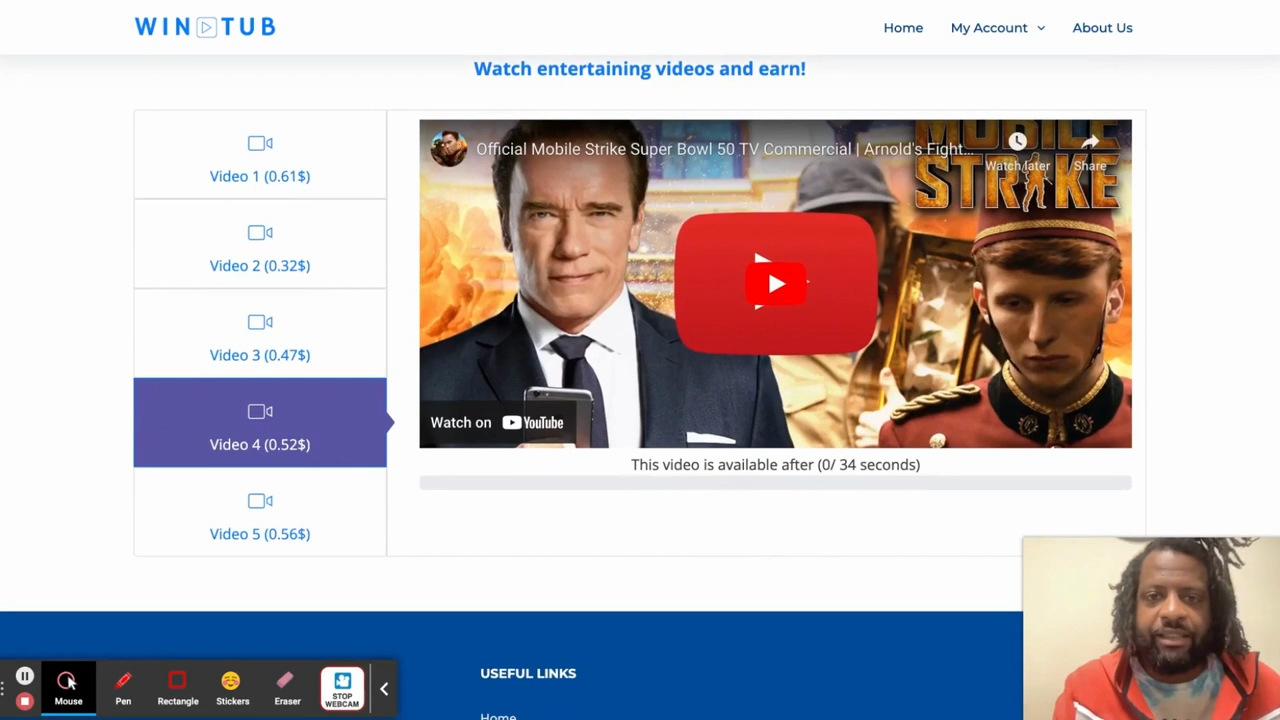 WIN TUB
Home
My Account
About Us
Watch entertaining videos and earn!
Video 1 (0.61$)
Video 2 (0.32$)
Video 3 (0.47$)
Video 4 (0.52$)
Video 5 (0.56$)
Official Mobile Strike Super Bowl 50 TV Commercial | Arnold's Fight...
Watch later
Share
MOBILE
STRIKE
Watch on YouTube
This video is available after (0/ 34 seconds)
USEFUL LINKS
Home
Mouse
Pen
Rectangle
Stickers
Eraser
STOP
WEBCAM